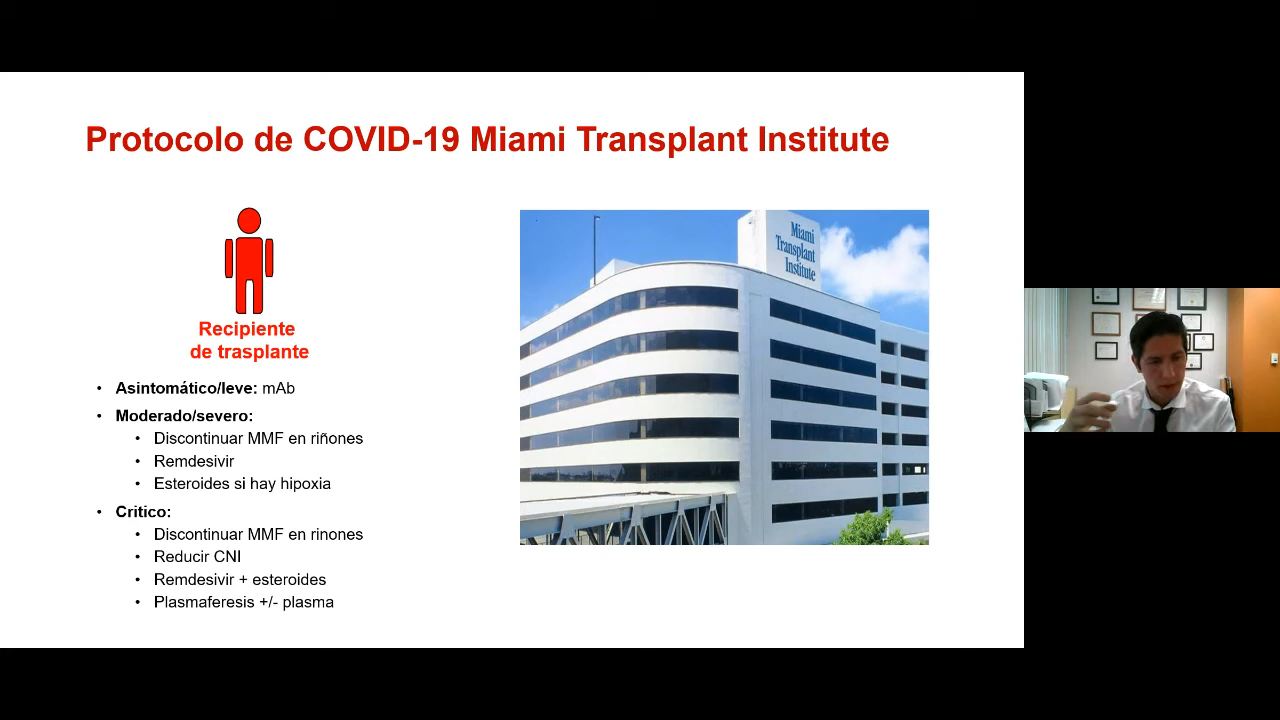 Protocolo de COVID-19 Miami Transplant Institute
Recipiente
de trasplante
• Asintomático/leve: mAb
• Moderado/severo:
• Discontinuar MMF en riñones
• Remdesivir
• Esteroides si hay hipoxia
• Critico:
• Discontinuar MMF en rinones
• Reducir CNI
• Remdesivir + esteroides
• Plasmaferesis +/- plasma
Miami
Transplant
Institute